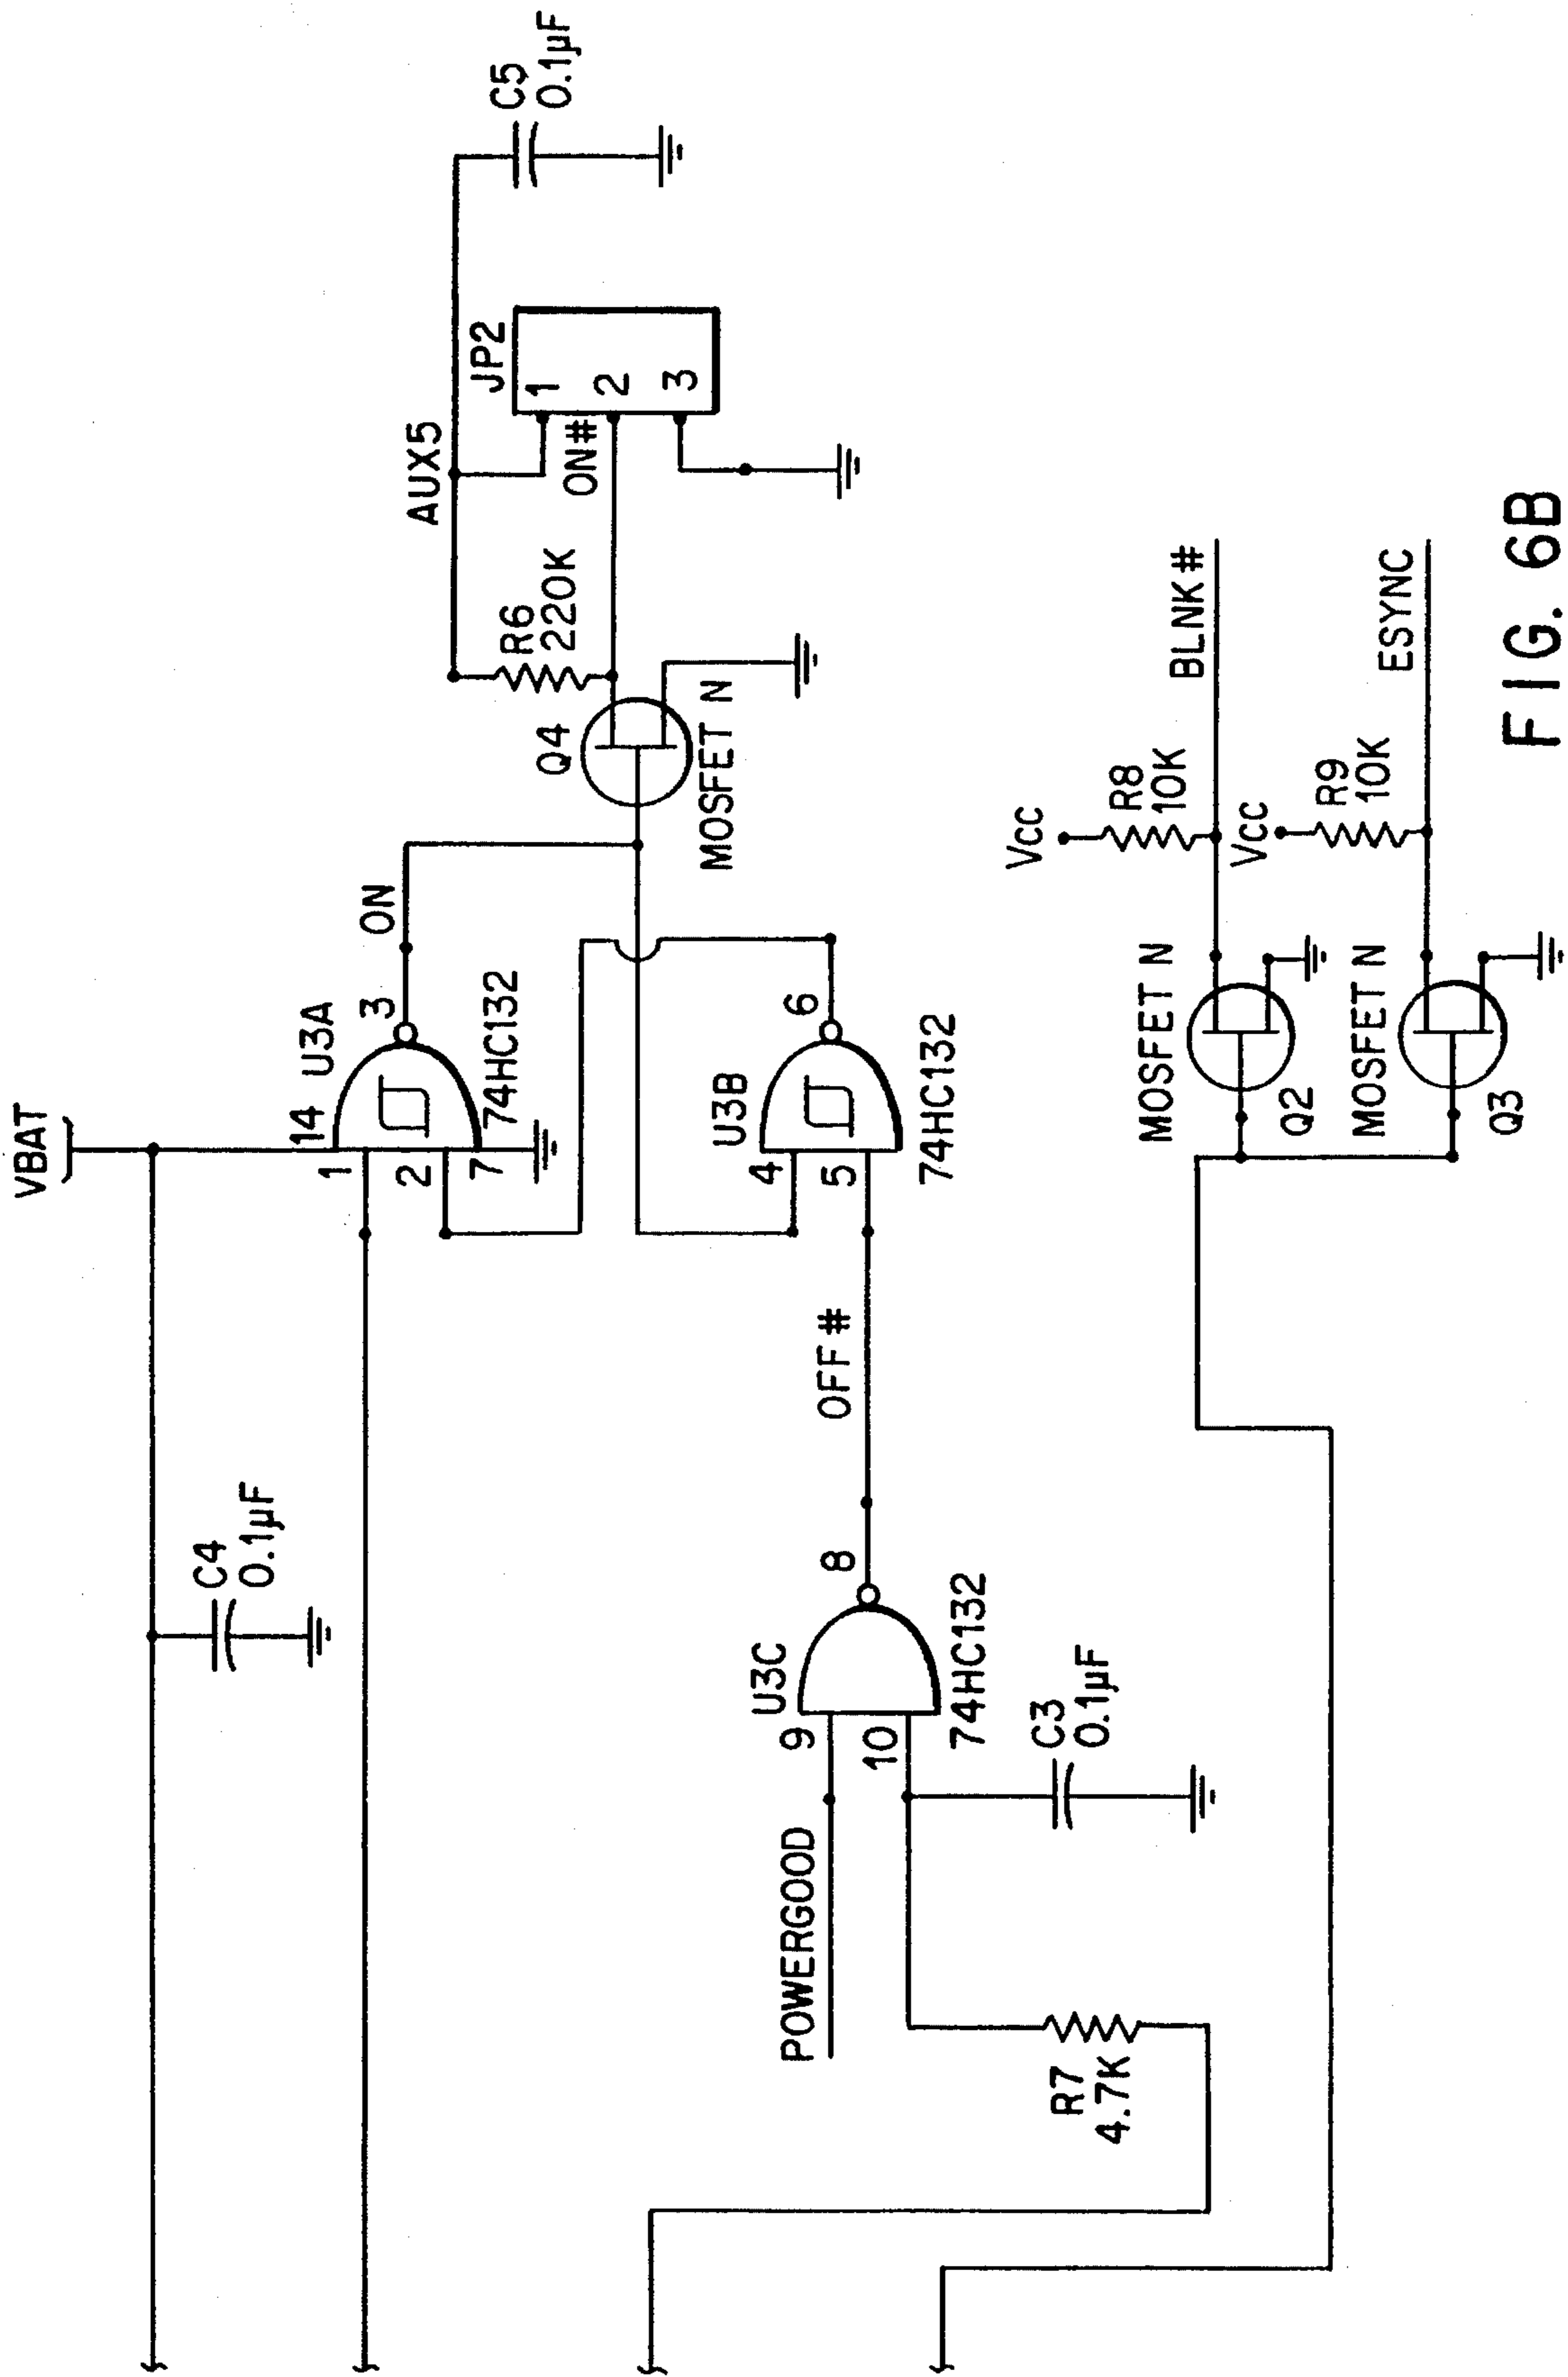 VBAT
C4
0.1µF
14
1
2
7
U3A
3
74HC132
ON
AUX5
C5
0.1µF
JP2
1
2
3
ON#
R6
220K
Q4
MOSFET N
4
5
U3B
6
74HC132
OFF#
POWERGOOD
9
10
U3C
8
74HC132
C3
0.1µF
R7
4.7K
MOSFET N
Q2
VCC
R8
10K
BLNK#
MOSFET N
Q3
VCC
R9
10K
ESYNC
FIG. 6B